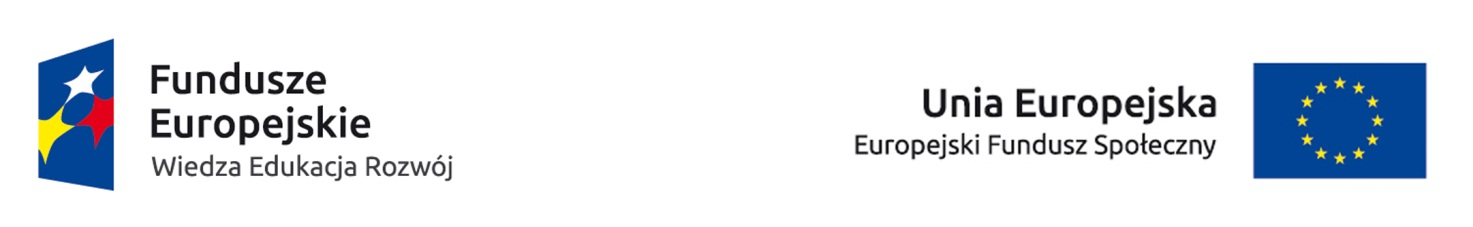 Fundusze
Europejskie
Wiedza Edukacja Rozwój
Unia Europejska
Europejski Fundusz Społeczny